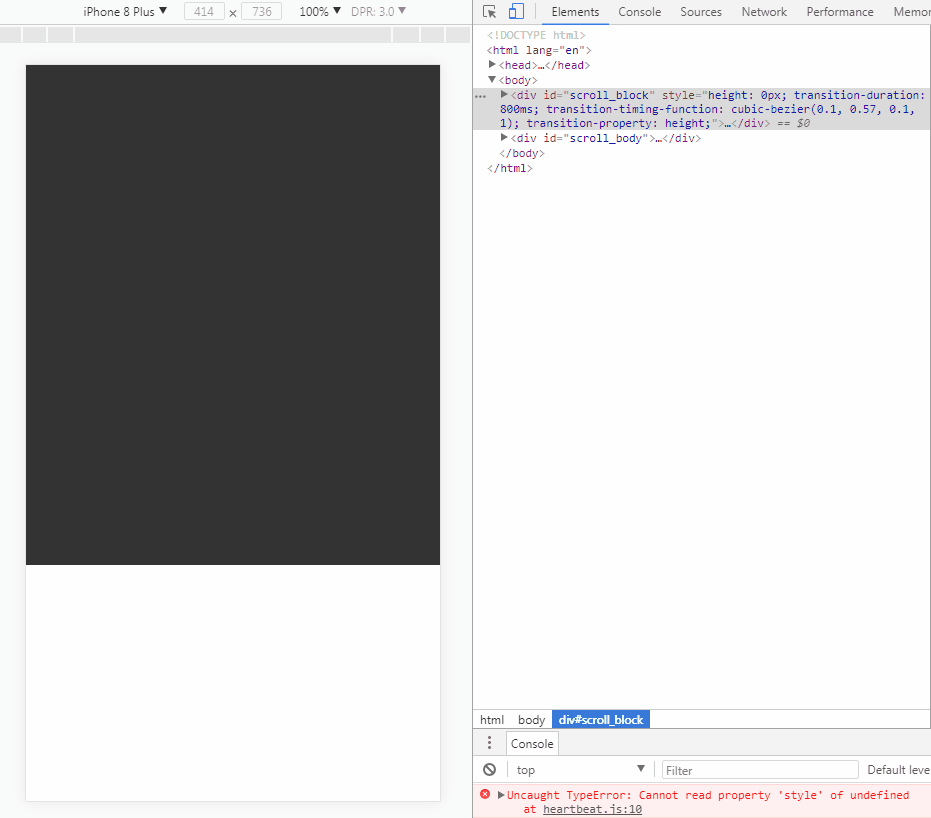 iPhone 8 Plus ▼ 414 × 736 100% ▼ DPR: 3.0 ▼
Elements Console Sources Network Performance Memor
<!DOCTYPE html>
<html lang="en">
▶<head>…</head>
▼<body>
… ▶<div id="scroll_block" style="height: 0px; transition-duration:
800ms; transition-timing-function: cubic-bezier(0.1, 0.57, 0.1,
1); transition-property: height;">…</div> == $0
▶<div id="scroll_body">…</div>
</body>
</html>
html body div#scroll_block
Console
top ▼ Filter Default leve
▶Uncaught TypeError: Cannot read property 'style' of undefined
at heartbeat.js:10